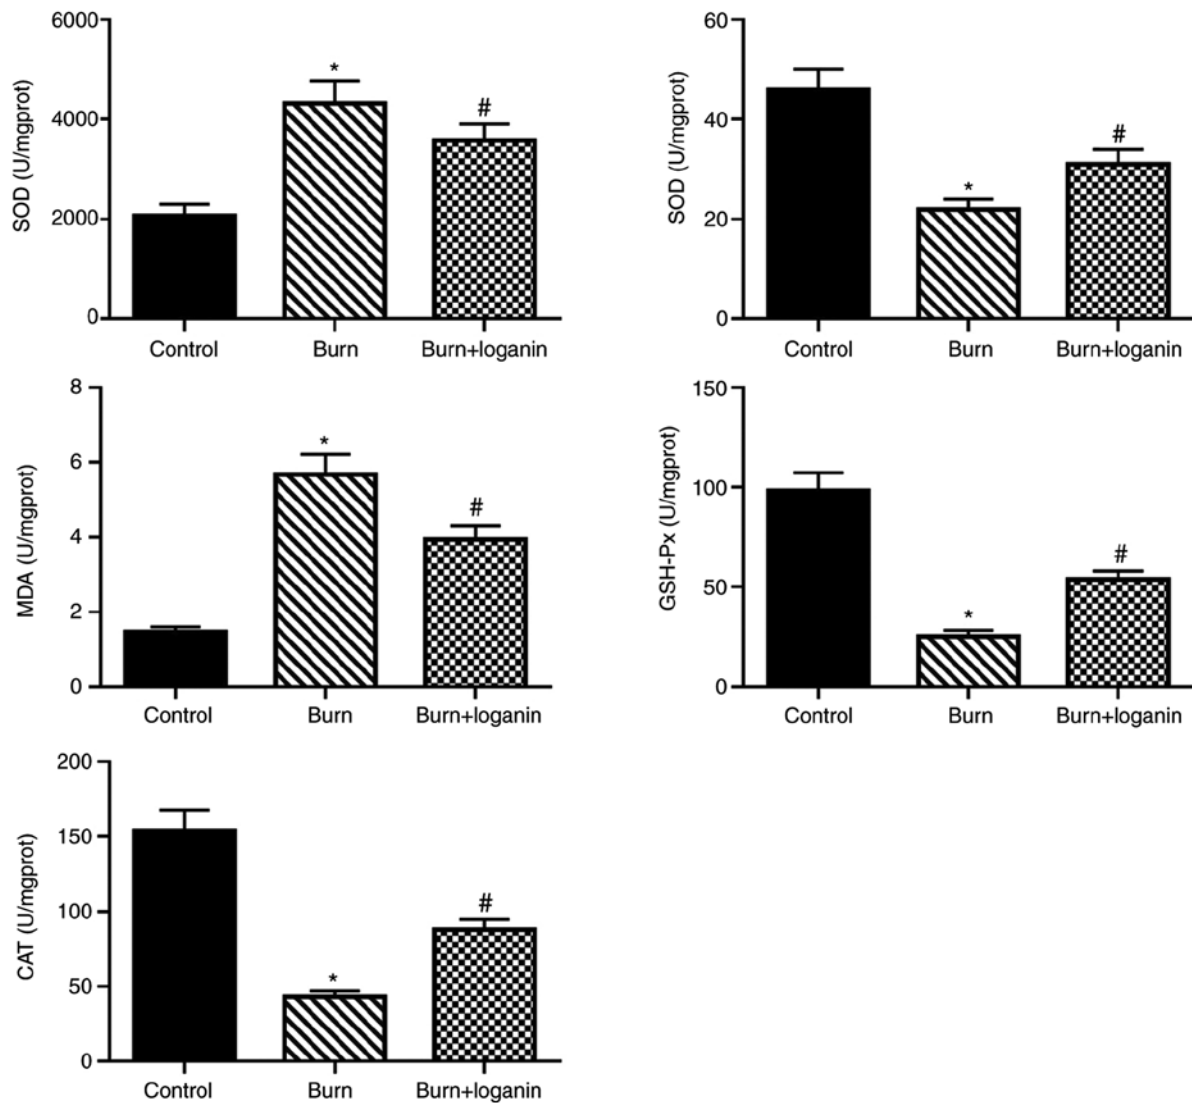 6000
4000
2000
0
SOD (U/mgprot)
*
#
Control
Burn
Burn+loganin
60
40
20
0
SOD (U/mgprot)
*
#
Control
Burn
Burn+loganin
8
6
4
2
0
MDA (U/mgprot)
*
#
Control
Burn
Burn+loganin
150
100
50
0
GSH-Px (U/mgprot)
*
#
Control
Burn
Burn+loganin
200
150
100
50
0
CAT (U/mgprot)
*
#
Control
Burn
Burn+loganin